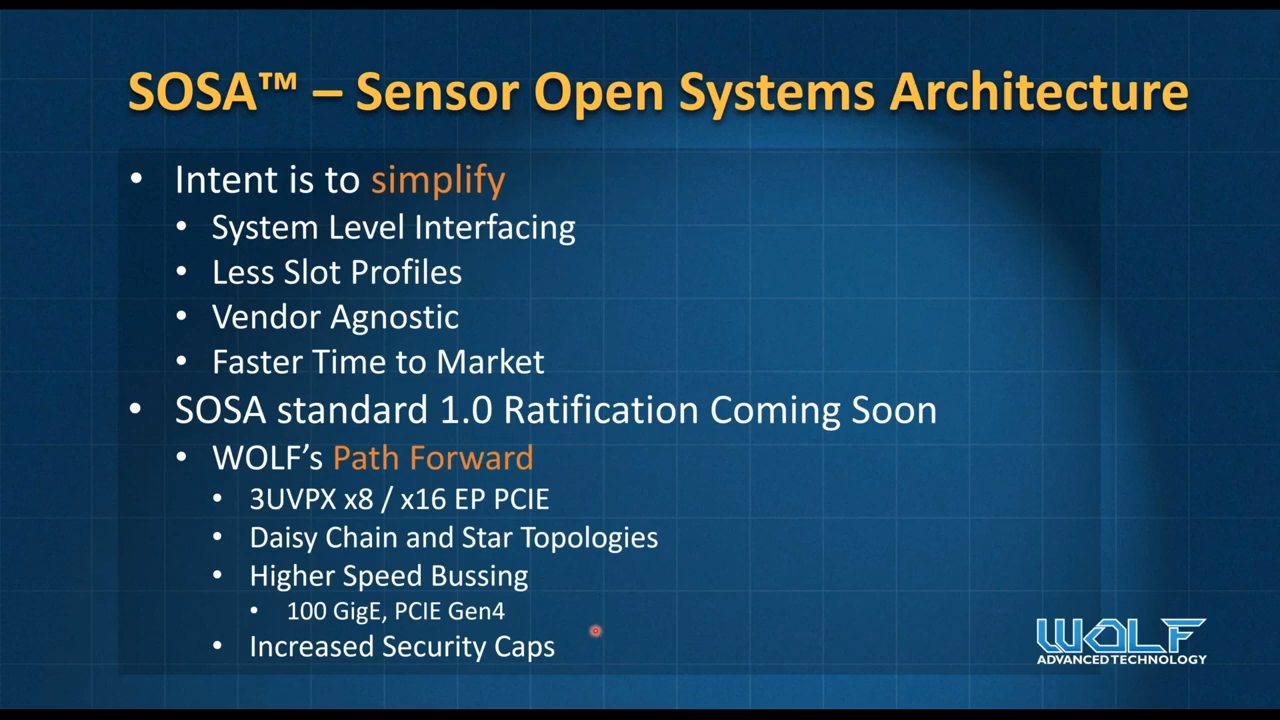 SOSA™ – Sensor Open Systems Architecture
• Intent is to simplify
• System Level Interfacing
• Less Slot Profiles
• Vendor Agnostic
• Faster Time to Market
• SOSA standard 1.0 Ratification Coming Soon
• WOLF’s Path Forward
• 3UVPX x8 / x16 EP PCIE
• Daisy Chain and Star Topologies
• Higher Speed Bussing
• 100 GigE, PCIE Gen4
• Increased Security Caps
WOLF
ADVANCED TECHNOLOGY